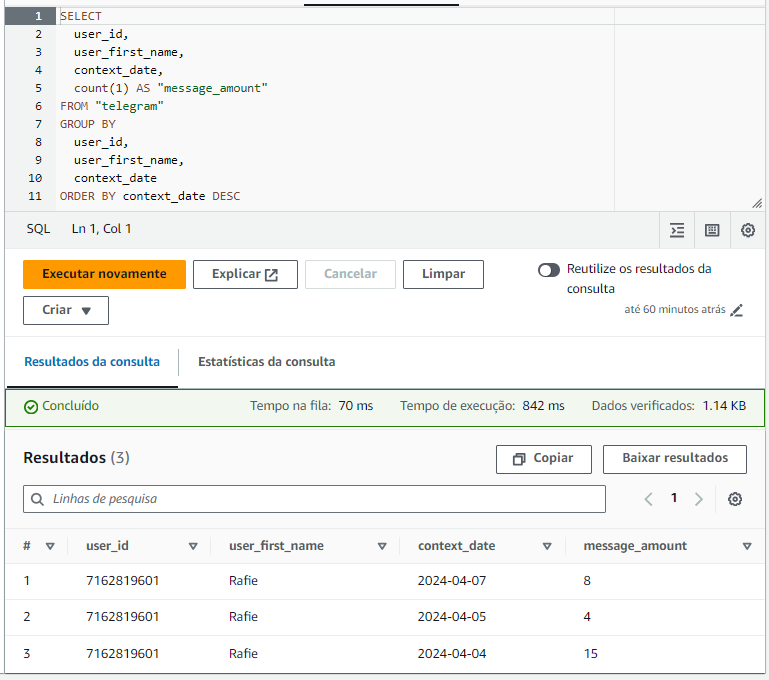 1 SELECT
2 user_id,
3 user_first_name,
4 context_date,
5 count(1) AS "message_amount"
6 FROM "telegram"
7 GROUP BY
8 user_id,
9 user_first_name,
10 context_date
11 ORDER BY context_date DESC
SQL Ln 1, Col 1
Executar novamente Explicar Cancelar Limpar Reutilize os resultados da
consulta
Criar até 60 minutos atrás
Resultados da consulta Estatísticas da consulta
Concluído Tempo na fila: 70 ms Tempo de execução: 842 ms Dados verificados: 1.14 KB
Resultados (3) Copiar Baixar resultados
Linhas de pesquisa 1
# user_id user_first_name context_date message_amount
1 7162819601 Rafie 2024-04-07 8
2 7162819601 Rafie 2024-04-05 4
3 7162819601 Rafie 2024-04-04 15